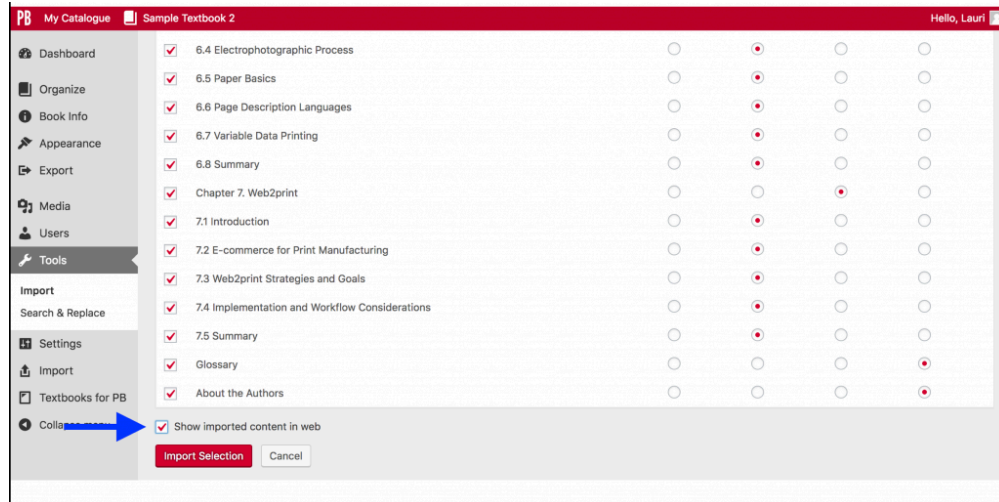 PB My Catalogue Sample Textbook 2 Hello, Lauri
Dashboard
Organize
Book Info
Appearance
Export
Media
Users
Tools
Import
Search & Replace
Settings
Import
Textbooks for PB
Collapse menu
6.4 Electrophotographic Process
6.5 Paper Basics
6.6 Page Description Languages
6.7 Variable Data Printing
6.8 Summary
Chapter 7. Web2print
7.1 Introduction
7.2 E-commerce for Print Manufacturing
7.3 Web2print Strategies and Goals
7.4 Implementation and Workflow Considerations
7.5 Summary
Glossary
About the Authors
Show imported content in web
Import Selection Cancel